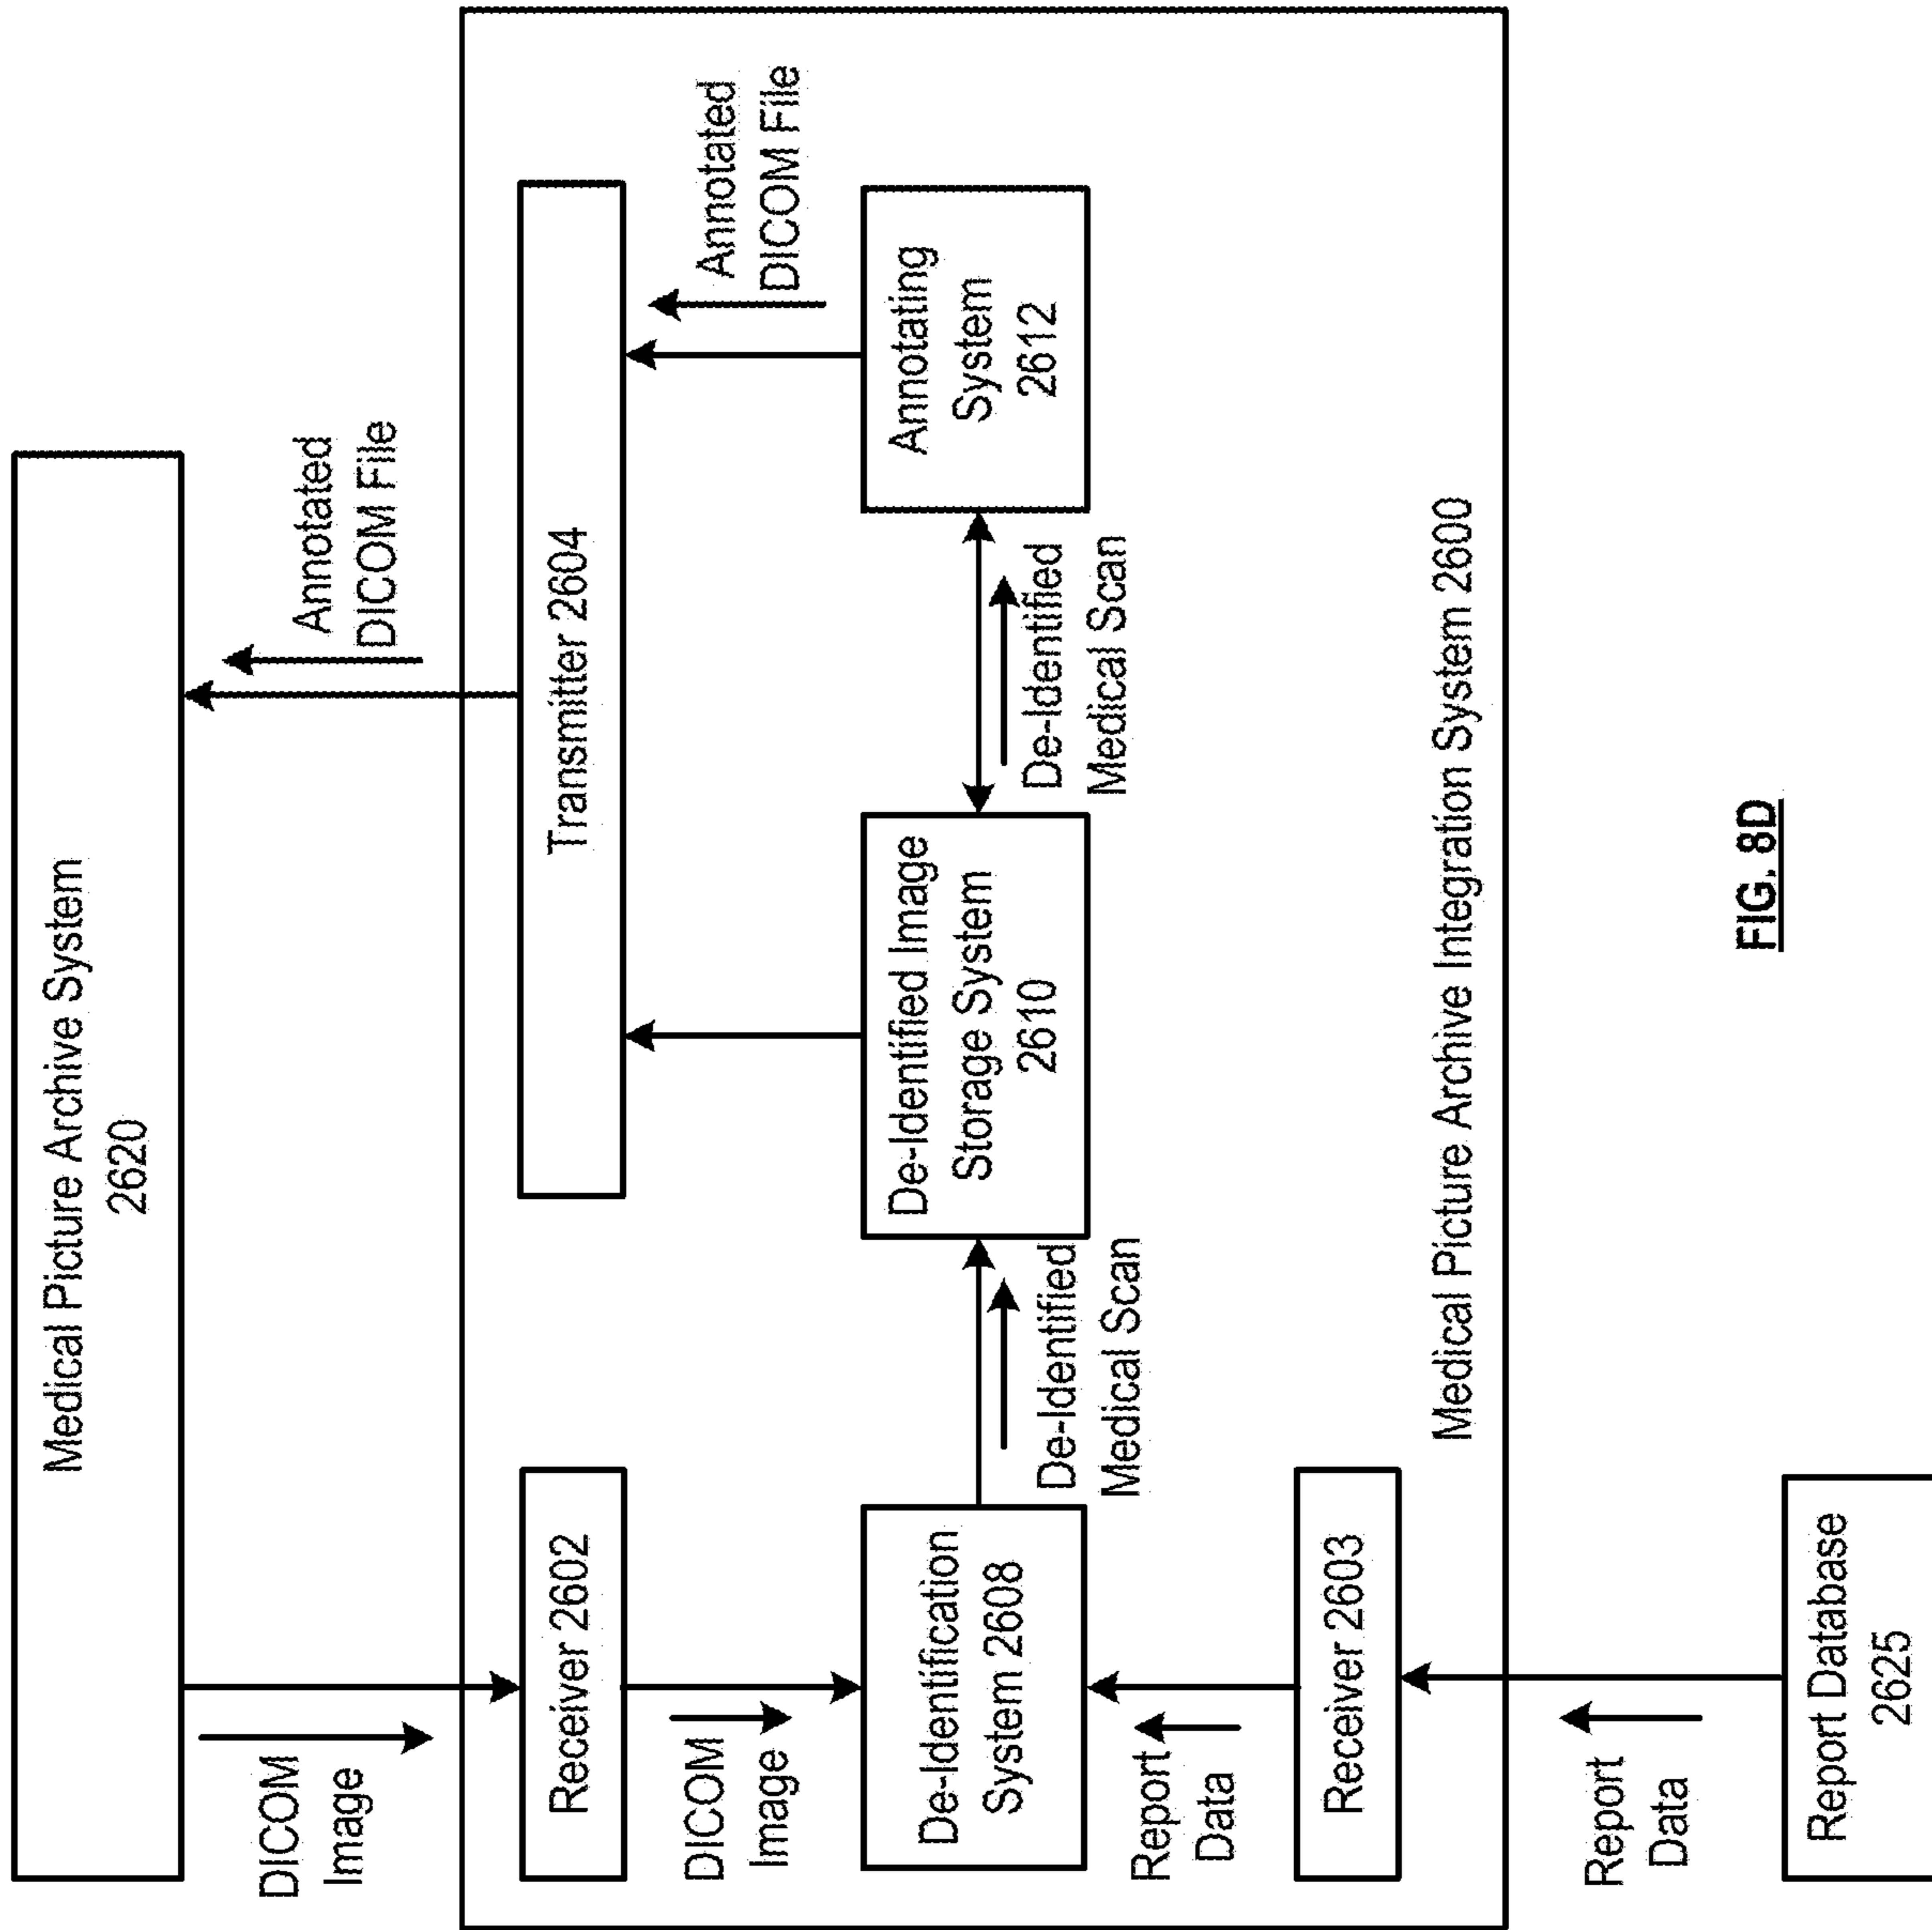 Medical Picture Archive System
2620
DICOM
Image
Annotated
DICOM File
Receiver 2602
Transmitter 2604
DICOM
Image
Annotated
DICOM File
De-Identification
System 2608
De-Identified
Medical Scan
De-Identified Image
Storage System
2610
De-Identified
Medical Scan
Annotating
System
2612
Report
Data
Receiver 2603
Medical Picture Archive Integration System 2600
Report
Data
Report Database
2625
FIG. 8D